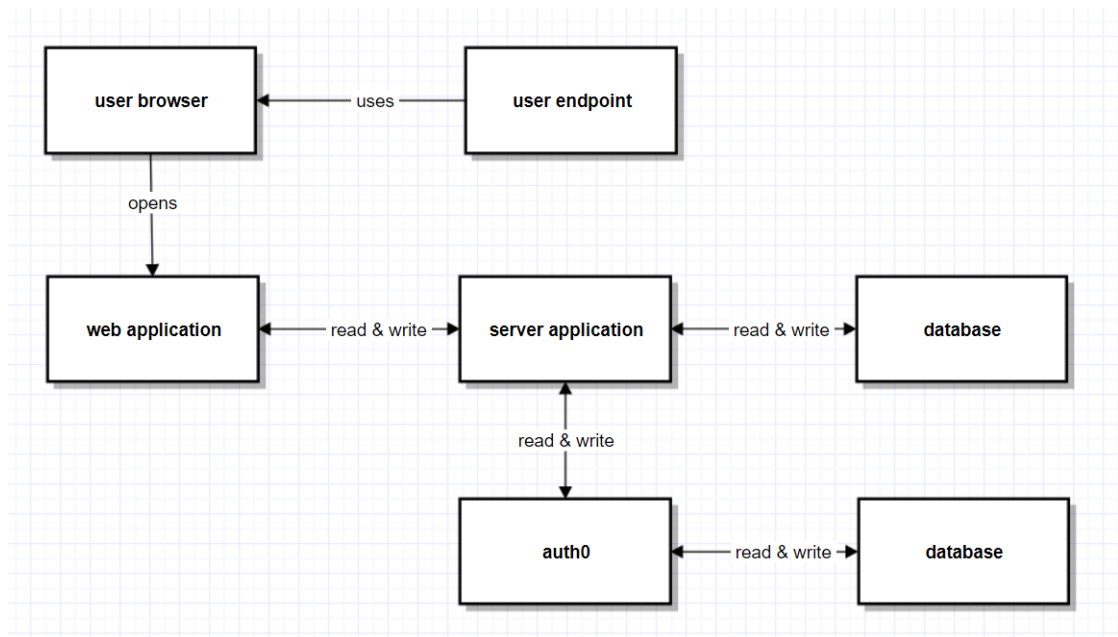 user browser
uses
user endpoint
opens
web application
read & write
server application
read & write
database
read & write
auth0
read & write
database